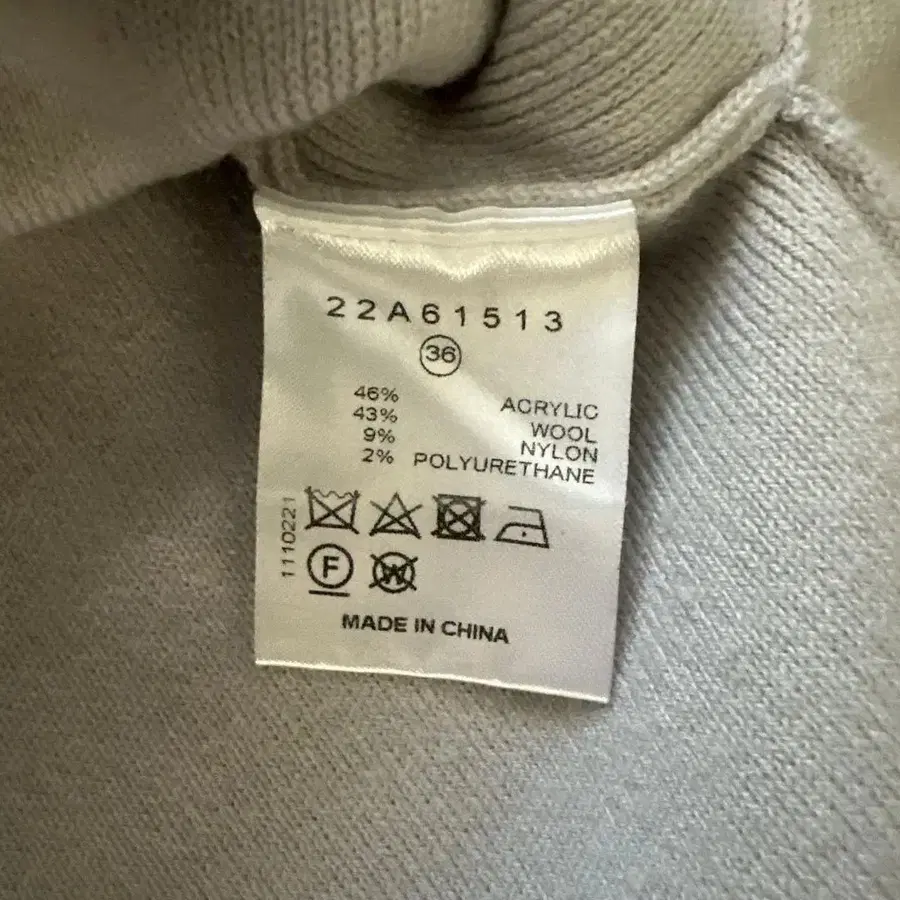 22A61513
36
46% ACRYLIC
43% WOOL
9% NYLON
2% POLYURETHANE
1110221
F W
MADE IN CHINA